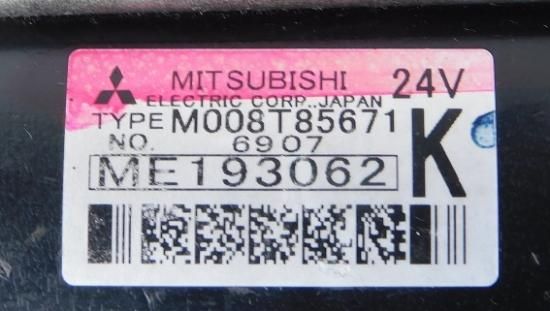 MITSUBISHI 24V
ELECTRIC CORP., JAPAN
TYPE M008T85671
NO. 6907 K
ME193062